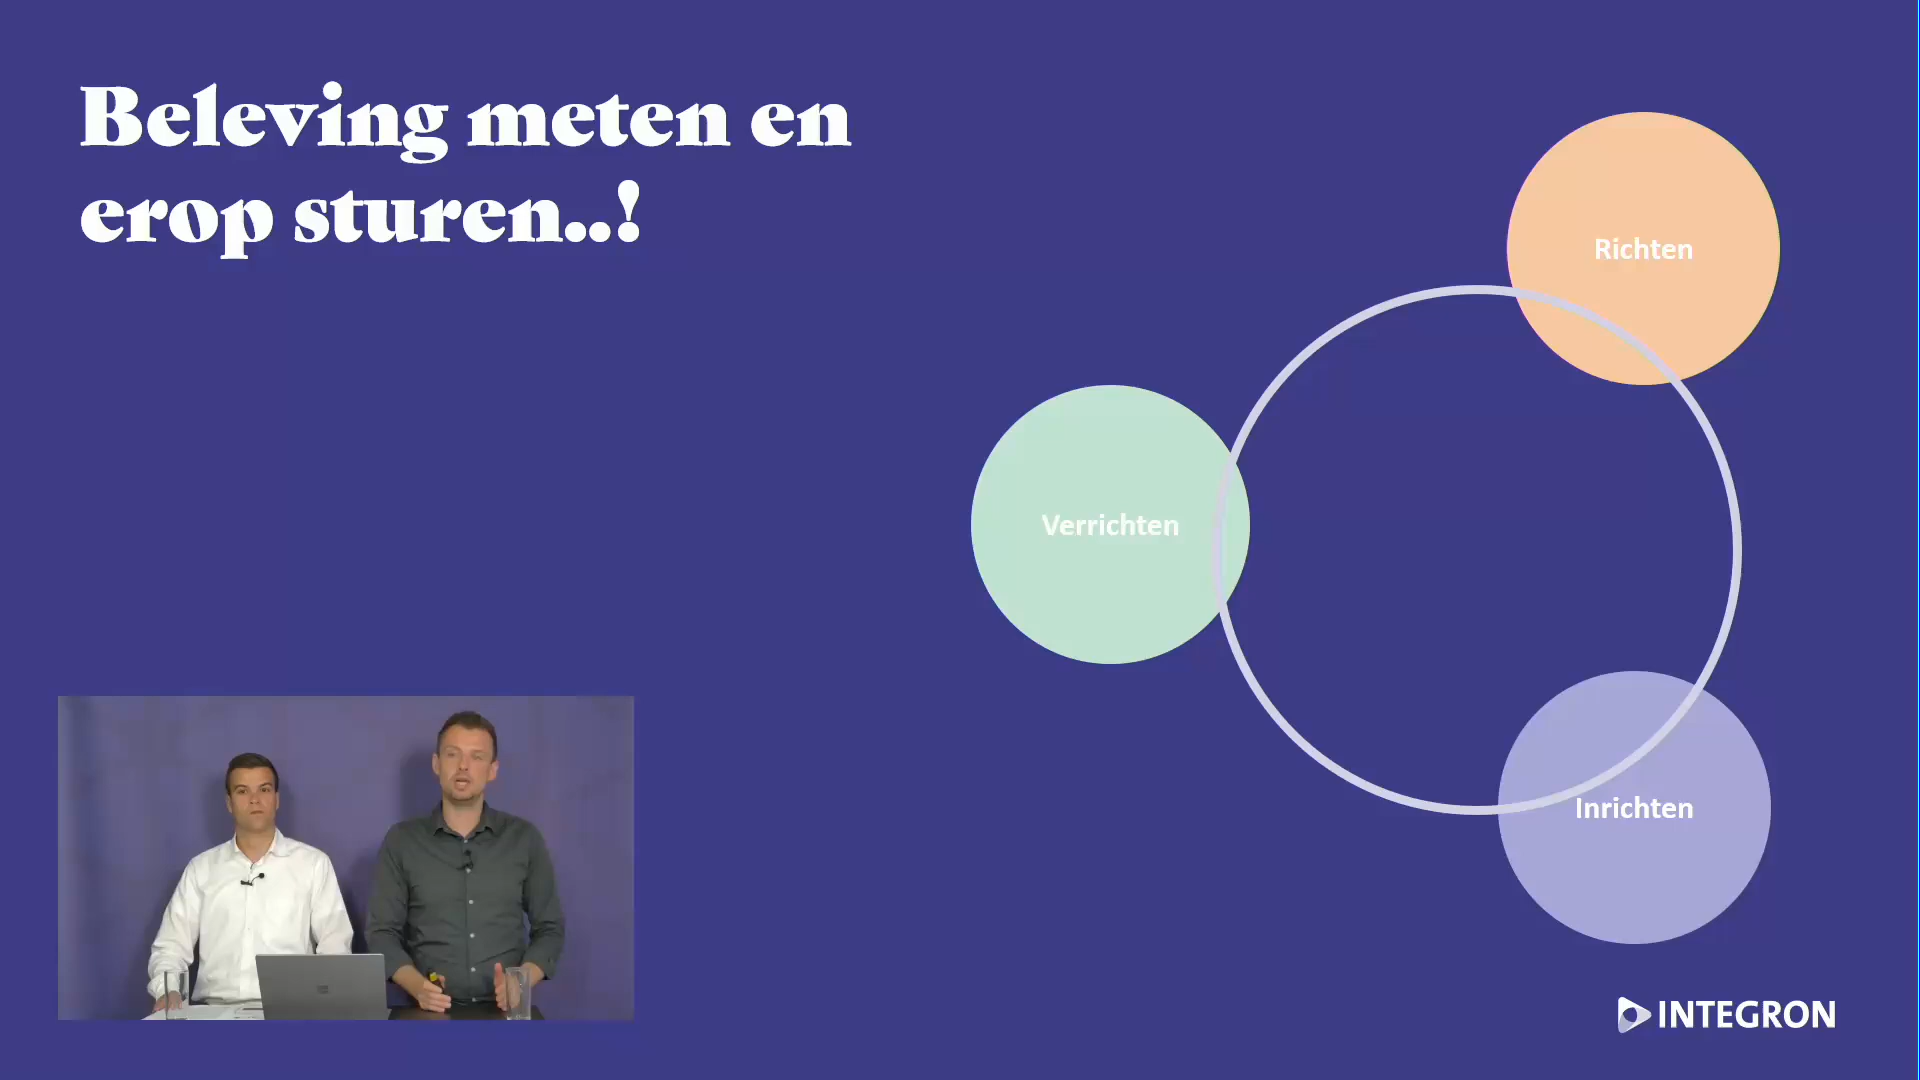 Beleving meten en
erop sturen..!
Richten
Verrichten
Inrichten
INTEGRON